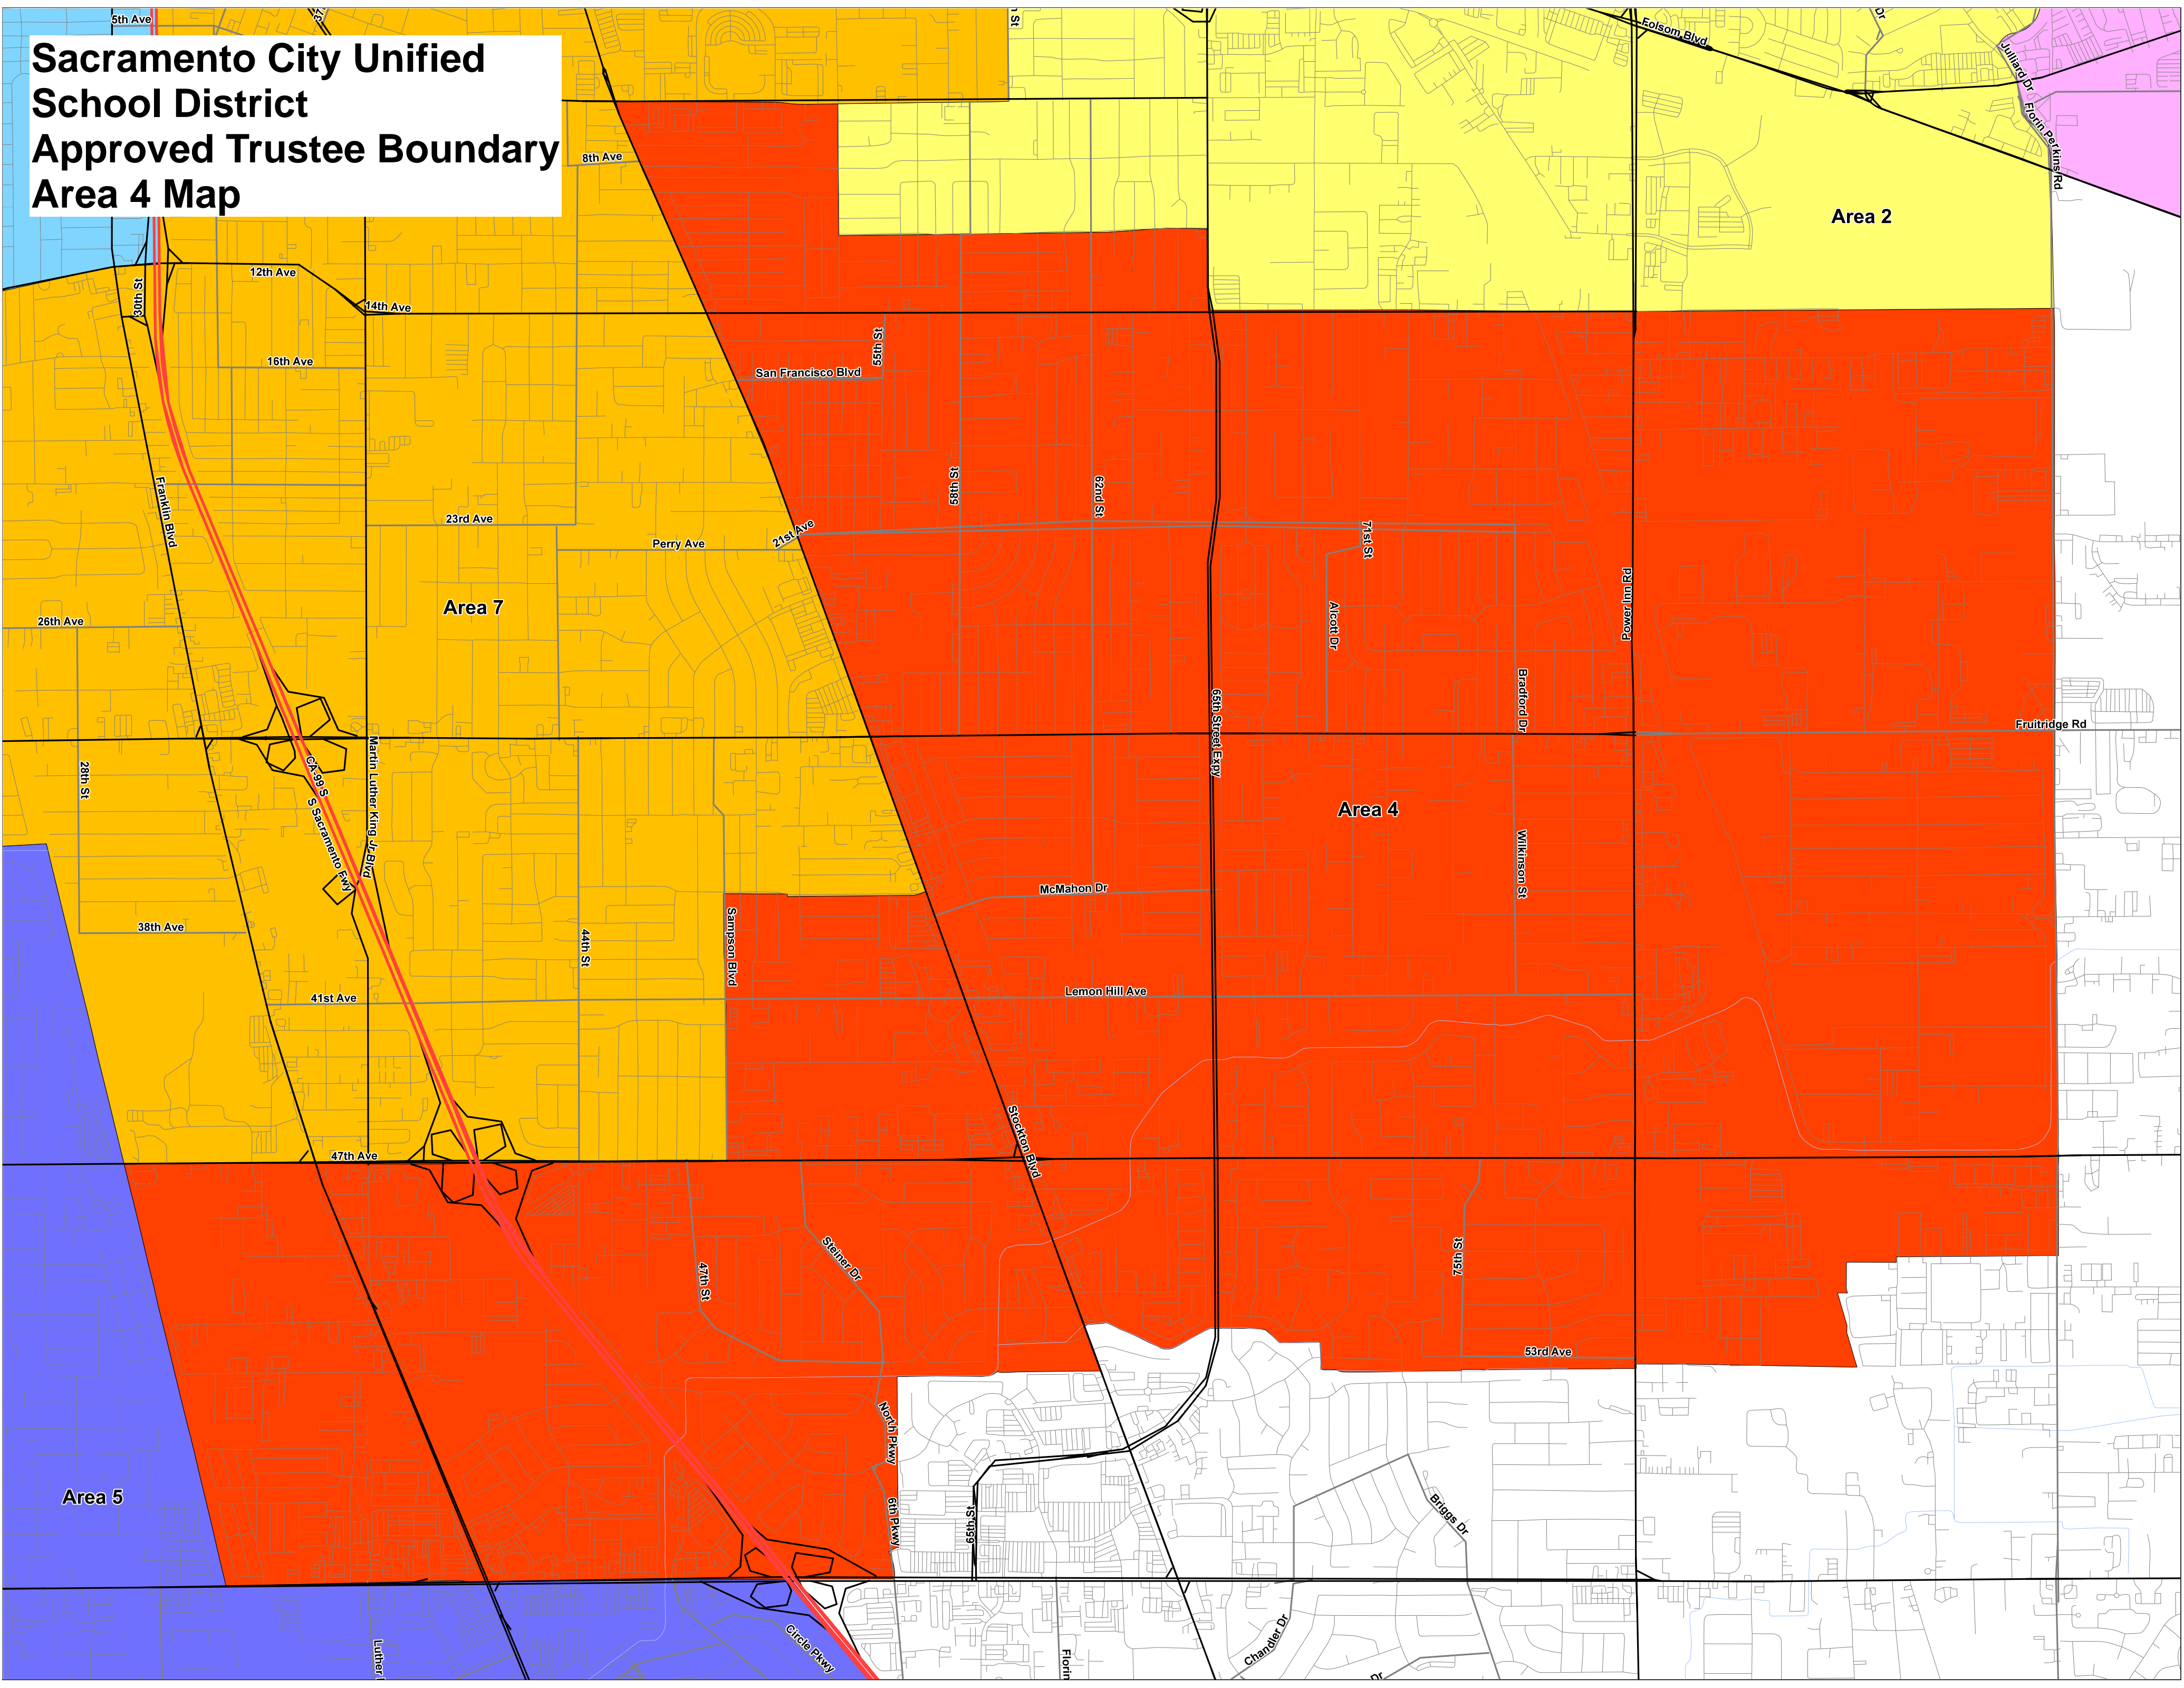 Sacramento City Unified
School District
Approved Trustee Boundary
Area 4 Map
5th Ave
Folsom Blvd
Dr
Julliard Dr
Florin Perkins Rd
8th Ave
Area 2
12th Ave
30th St
14th Ave
16th Ave
55th St
San Francisco Blvd
58th St
62nd St
Franklin Blvd
23rd Ave
21st Ave
Perry Ave
71st St
Area 7
Alcott Dr
Power Inn Rd
26th Ave
Bradford Dr
65th Street Expy
Fruitridge Rd
28th St
CA-99 S
S Sacramento Fwy
Martin Luther King Jr Blvd
Area 4
Wilkinson St
McMahon Dr
38th Ave
44th St
Sampson Blvd
41st Ave
Lemon Hill Ave
Stockton Blvd
47th Ave
Steiner Dr
47th St
75th St
53rd Ave
North Pkwy
Area 5
6th Pkwy
65th St
Briggs Dr
Luther
Circle Pkwy
Florin
Chandler Dr
Dr